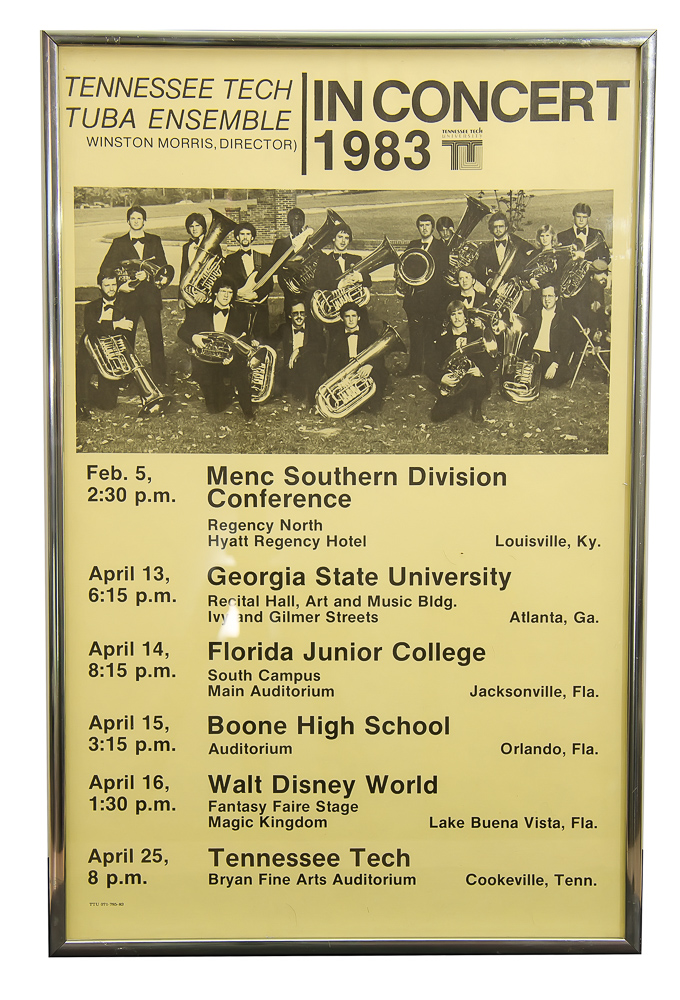 TENNESSEE TECH
TUBA ENSEMBLE
WINSTON MORRIS, DIRECTOR)
IN CONCERT
1983
TENNESSEE TECH
UNIVERSITY
TTU
Feb. 5,
2:30 p.m.
Menc Southern Division
Conference
Regency North
Hyatt Regency Hotel
Louisville, Ky.
April 13,
6:15 p.m.
Georgia State University
Recital Hall, Art and Music Bldg.
Ivy and Gilmer Streets
Atlanta, Ga.
April 14,
8:15 p.m.
Florida Junior College
South Campus
Main Auditorium
Jacksonville, Fla.
April 15,
3:15 p.m.
Boone High School
Auditorium
Orlando, Fla.
April 16,
1:30 p.m.
Walt Disney World
Fantasy Faire Stage
Magic Kingdom
Lake Buena Vista, Fla.
April 25,
8 p.m.
Tennessee Tech
Bryan Fine Arts Auditorium
Cookeville, Tenn.